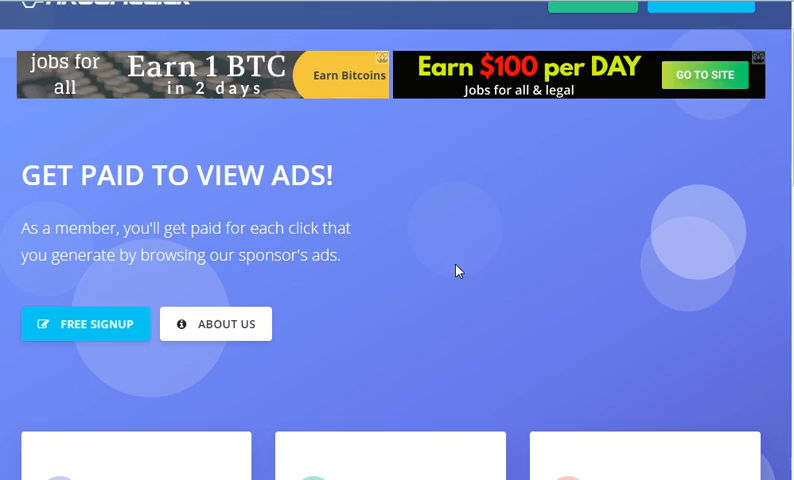 jobs for
all
Earn 1 BTC
in 2 days
Earn Bitcoins
Earn $100 per DAY
Jobs for all & legal
GO TO SITE
GET PAID TO VIEW ADS!
As a member, you'll get paid for each click that
you generate by browsing our sponsor's ads.
FREE SIGNUP
ABOUT US